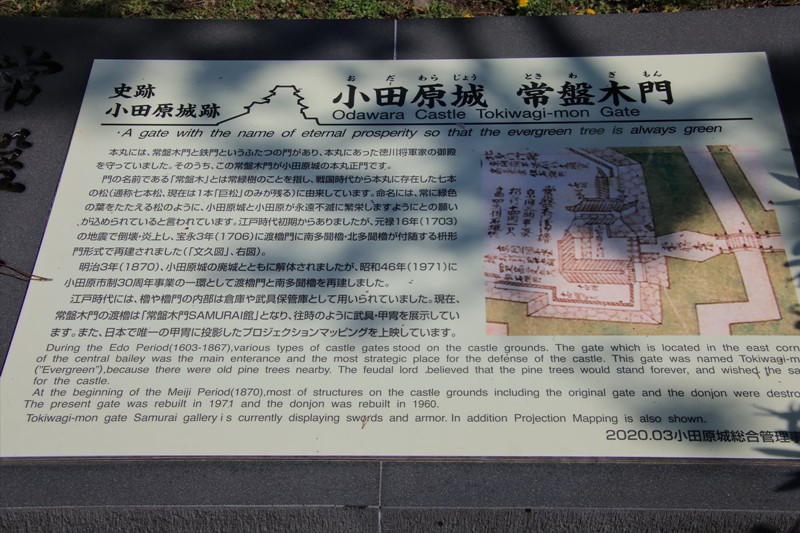 常盤
史跡
小田原城跡
お だ わら じょう とき わ ぎ もん
小田原城 常盤木門
Odawara Castle Tokiwagi-mon Gate
A gate with the name of eternal prosperity so that the evergreen tree is always green
本丸には、常盤木門と鉄門というふたつの門があり、本丸にあった徳川将軍家の御殿
を守っていました。そのうち、この常盤木門が小田原城の本丸正門です。
門の名前である「常盤木」とは常緑樹のことを指し、戦国時代から本丸に存在した七本
の松（通称七本松、現在は1本「巨松」のみが残る）に由来しています。命名には、常に緑色
の葉をたたえる松のように、小田原城と小田原が永遠不滅に繁栄しますようにとの願い
が込められていると言われています。江戸時代初期からありましたが、元禄16年（1703）
の地震で倒壊・炎上し、宝永3年（1706）に渡櫓門に南多聞櫓・北多聞櫓が付随する枡形
門形式で再建されました（「文久図」、右図）。
明治3年（1870）、小田原城の廃城とともに解体されましたが、昭和46年（1971）に
小田原市制30周年事業の一環として渡櫓門と南多聞櫓を再建しました。
江戸時代には、櫓や櫓門の内部は倉庫や武具保管庫として用いられていました。現在、
常盤木門の渡櫓は「常盤木門SAMURAI館」となり、往時のように武具・甲冑を展示してい
ます。また、日本で唯一の甲冑に投影したプロジェクションマッピングを上映しています。
During the Edo Period(1603-1867),various types of castle gates stood on the castle grounds. The gate which is located in the east corn
of the central bailey was the main enterance and the most strategic place for the defense of the castle. This gate was named Tokiwagi-m
("Evergreen"),because there were old pine trees nearby. The feudal lord .believed that the pine trees would stand forever, and wished the sa
for the castle.
At the beginning of the Meiji Period(1870),most of structures on the castle grounds including the original gate and the donjon were destro
The present gate was rebuilt in 1971 and the donjon was rebuilt in 1960.
Tokiwagi-mon gate Samurai gallery is currently displaying swords and armor. In addition Projection Mapping is also shown.
2020.03小田原城総合管理事